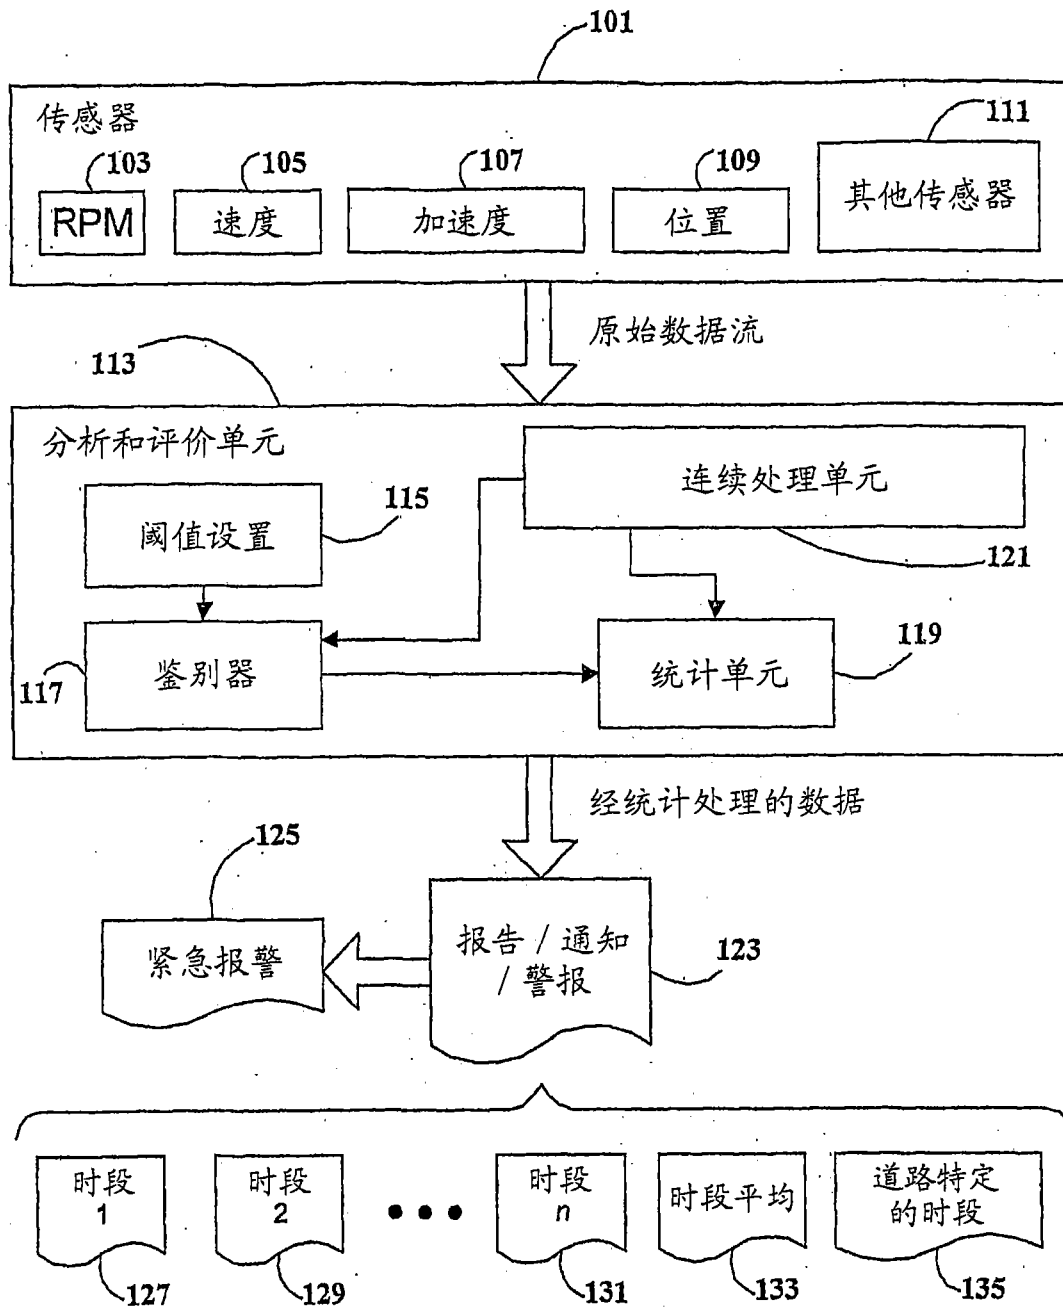 101
传感器
111
103
105
107
109
RPM
速度
加速度
位置
其他传感器
原始数据流
113
分析和评价单元
连续处理单元
115
阈值设置
121
119
117
鉴别器
统计单元
经统计处理的数据
125
紧急报警
报告/通知
/警报
123
时段
1
时段
2
•••
时段
n
时段平均
道路特定
的时段
127
129
131
133
135